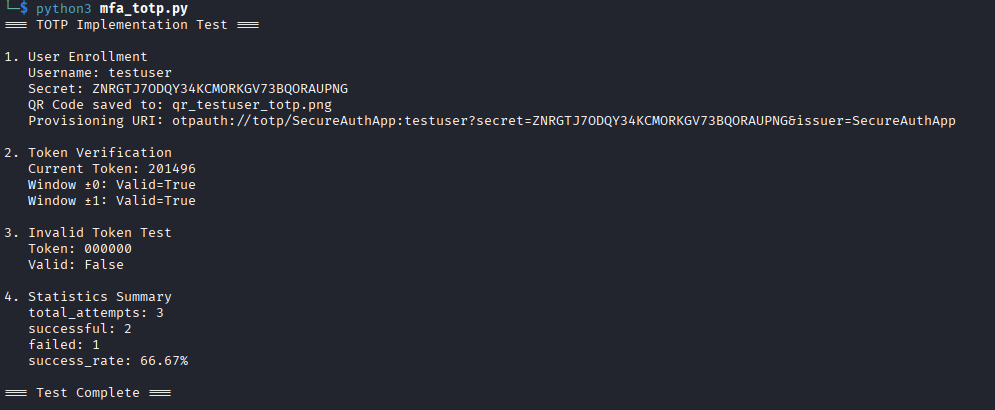 └─$ python3 mfa_totp.py
=== TOTP Implementation Test ===
1. User Enrollment
Username: testuser
Secret: ZNRGTJ7ODQY34KCMORKGV73BQORAUPNG
QR Code saved to: qr_testuser_totp.png
Provisioning URI: otpauth://totp/SecureAuthApp:testuser?secret=ZNRGTJ7ODQY34KCMORKGV73BQORAUPNG&issuer=SecureAuthApp
2. Token Verification
Current Token: 201496
Window ±0: Valid=True
Window ±1: Valid=True
3. Invalid Token Test
Token: 000000
Valid: False
4. Statistics Summary
total_attempts: 3
successful: 2
failed: 1
success_rate: 66.67%
=== Test Complete ===